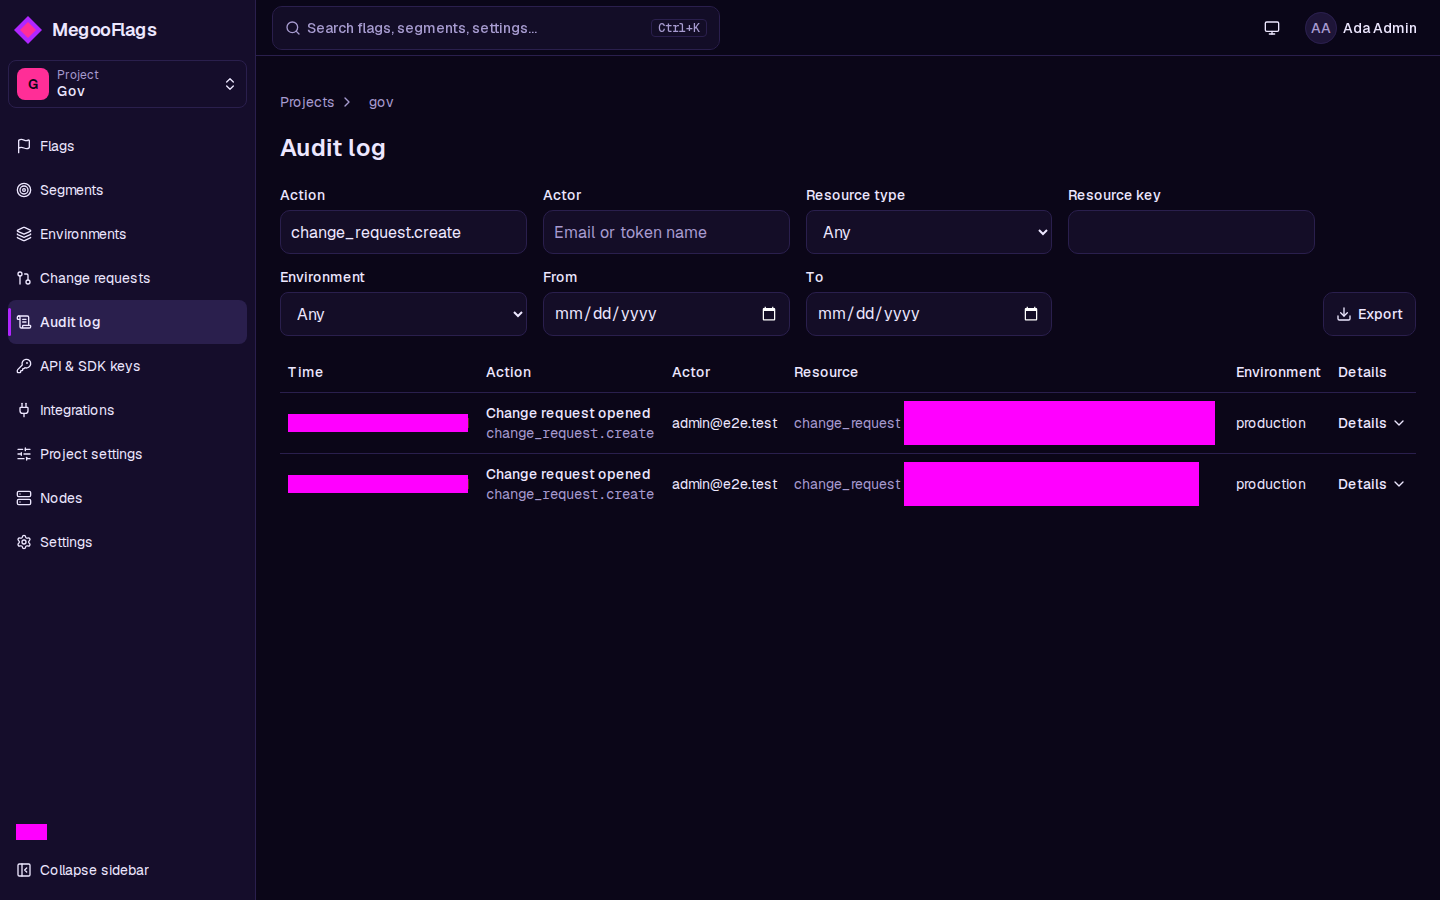 MegooFlags
Search flags, segments, settings...
Ctrl+K
AA
Ada Admin
G
Project
Gov
Flags
Segments
Environments
Change requests
Audit log
API & SDK keys
Integrations
Project settings
Nodes
Settings
Collapse sidebar
Projects
gov
Audit log
Action
Actor
Resource type
Resource key
change_request.create
Email or token name
Any
Environment
From
To
Any
mm/dd/yyyy
mm/dd/yyyy
Export
Time
Action
Actor
Resource
Environment
Details
Change request opened
change_request.create
admin@e2e.test
change_request
production
Details
Change request opened
change_request.create
admin@e2e.test
change_request
production
Details